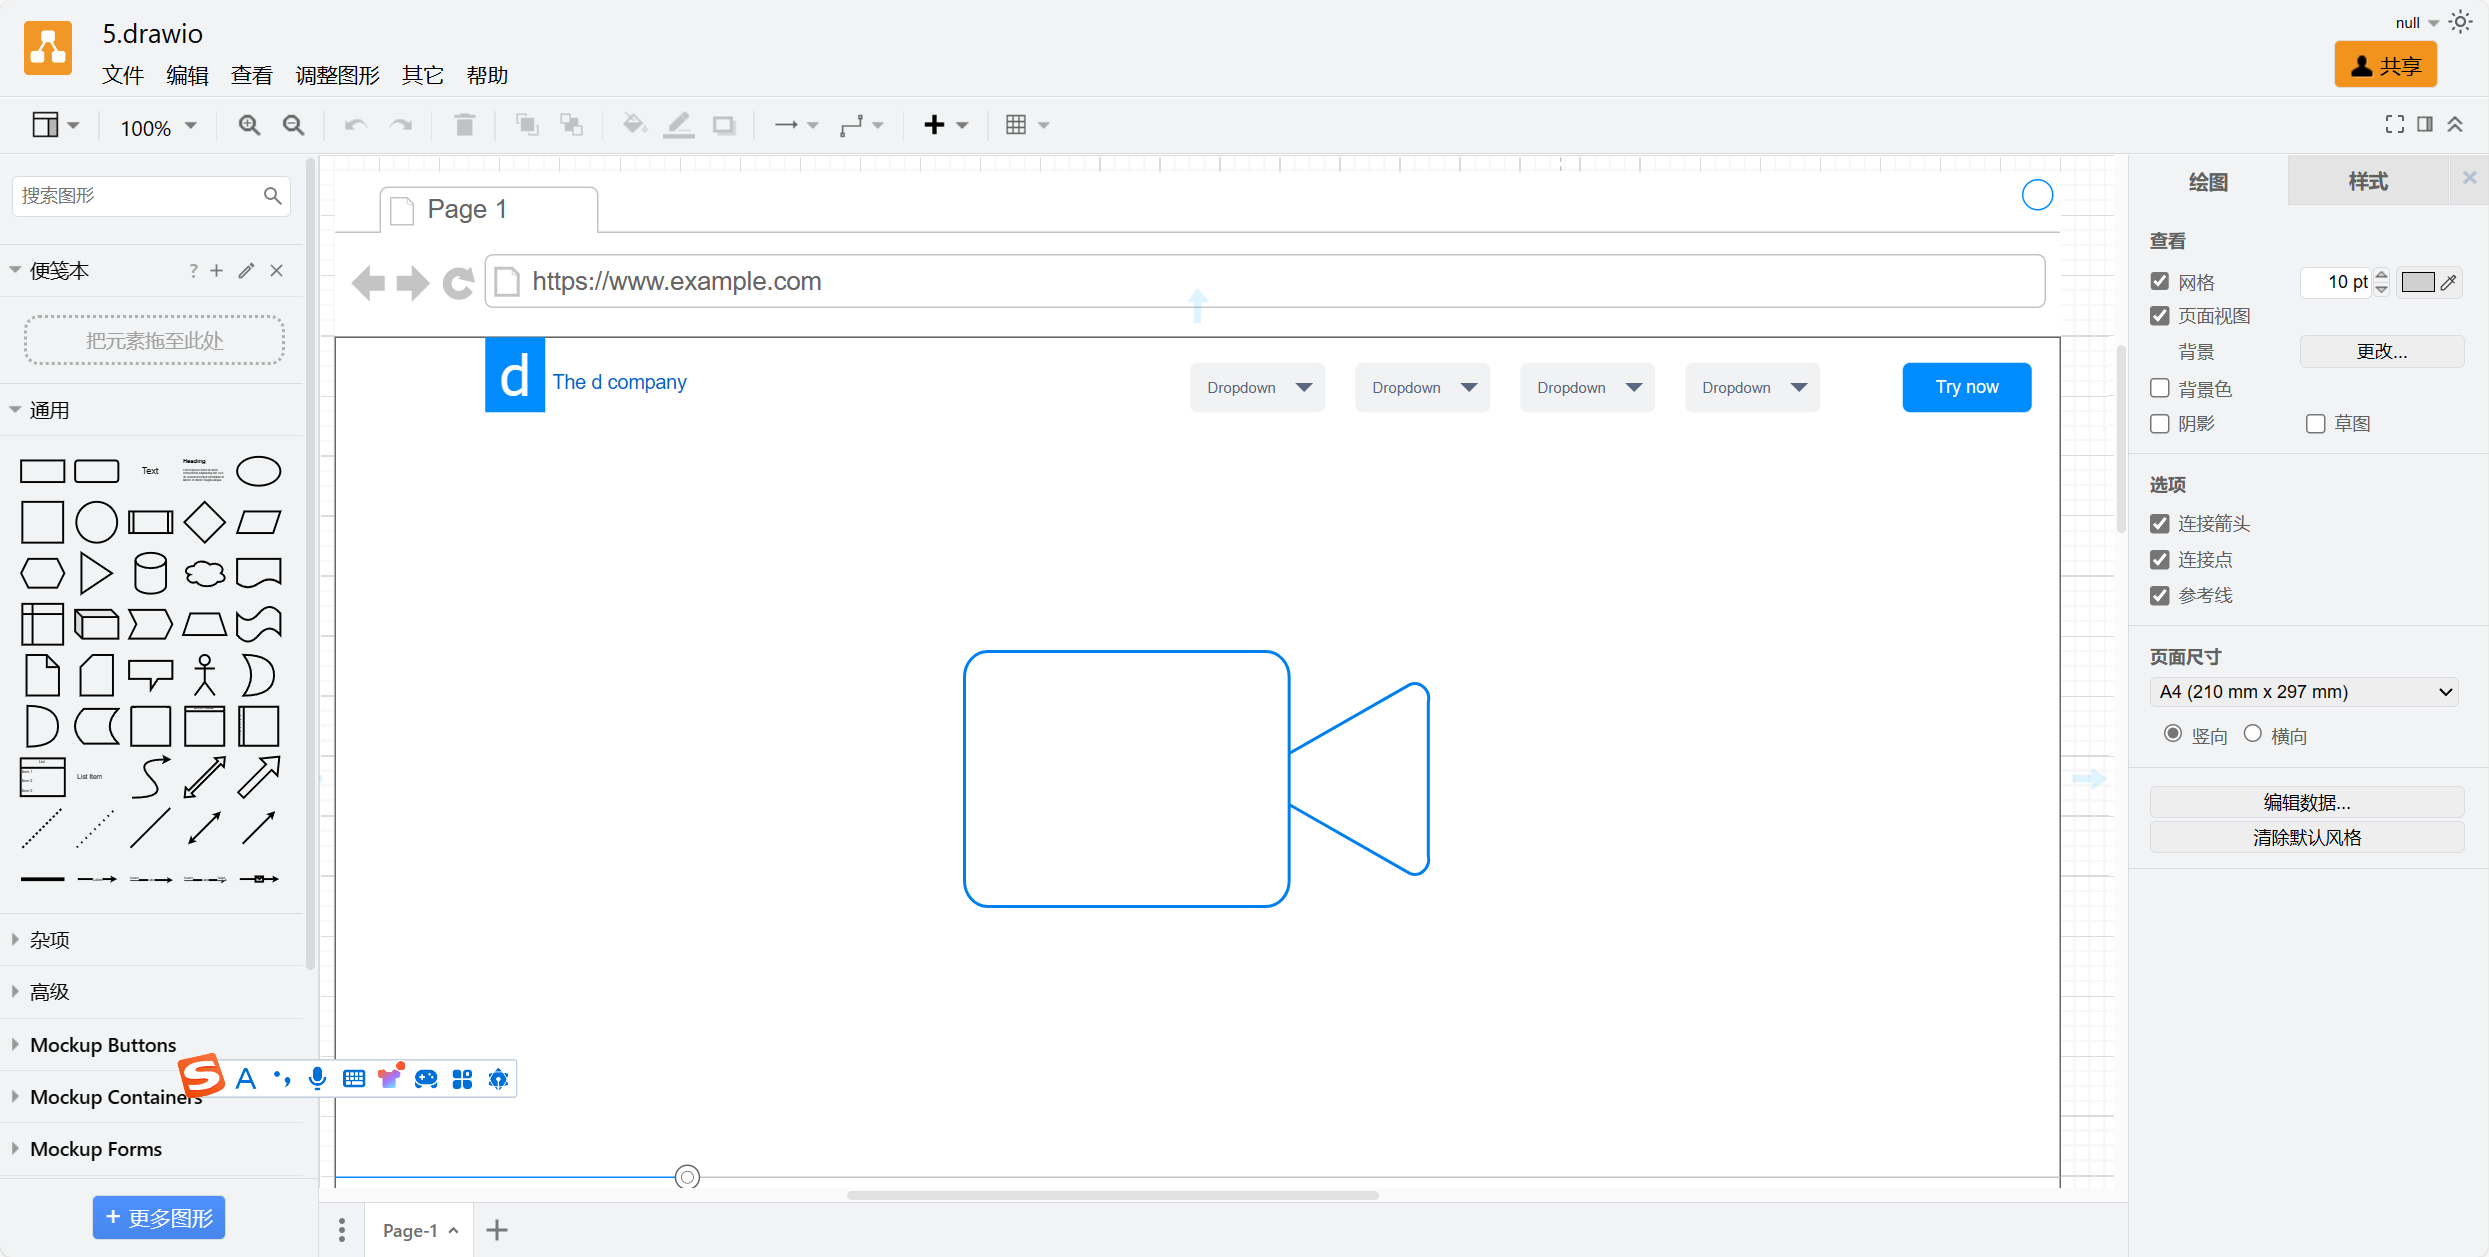 5.drawio
null
文件 编辑 查看 调整图形 其它 帮助
共享
100%
搜索图形
便笺本 ?
把元素拖至此处
通用
Text
Heading
List
Item 1
Item 2
Item 3
List Item
杂项
高级
Mockup Buttons
Mockup Containers
Mockup Forms
更多图形
Page 1
https://www.example.com
d The d company
Dropdown Dropdown Dropdown Dropdown Try now
A
Page-1
绘图 样式
查看
网格 10 pt
页面视图
背景 更改...
背景色
阴影 草图
选项
连接箭头
连接点
参考线
页面尺寸
A4 (210 mm x 297 mm)
竖向 横向
编辑数据...
清除默认风格